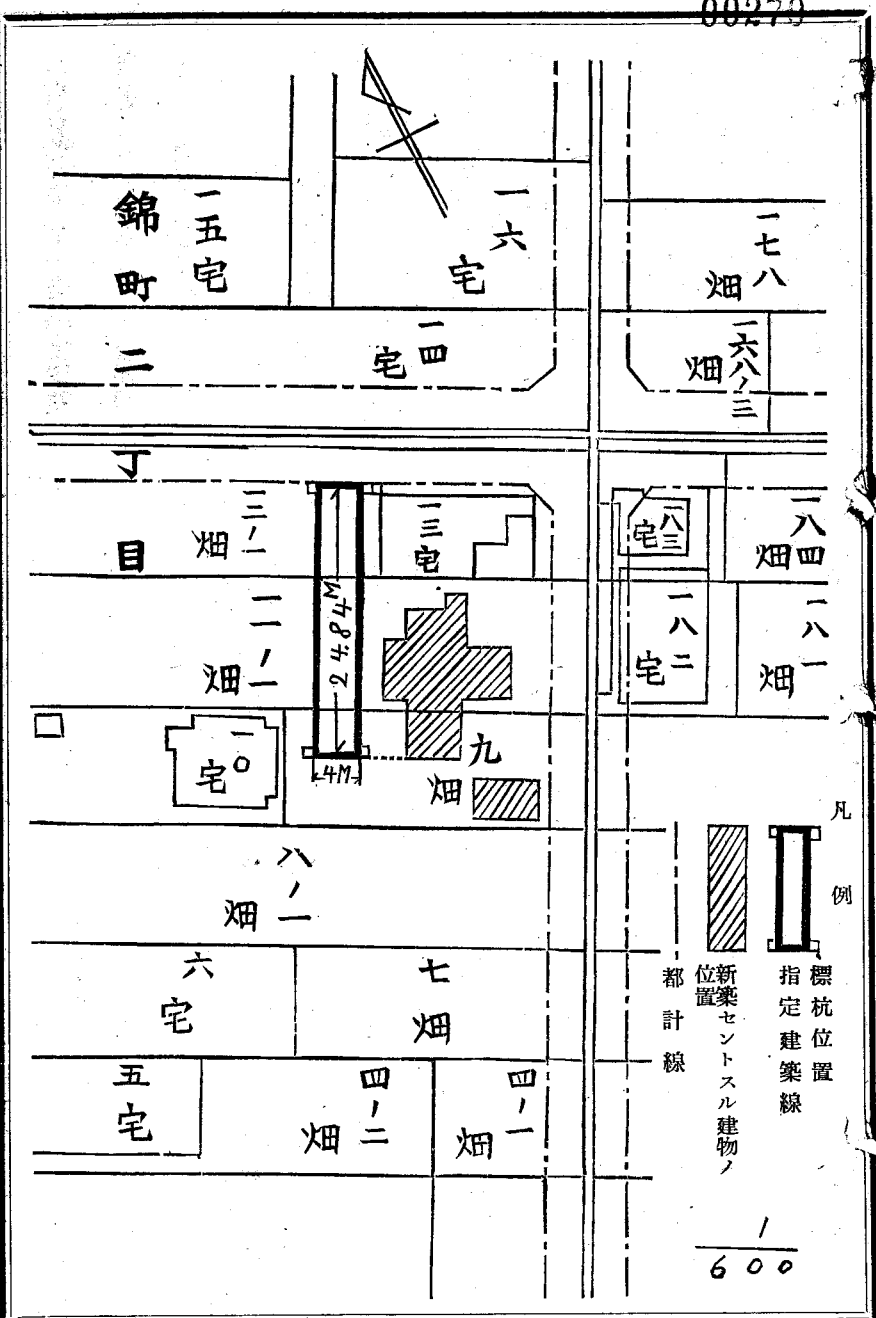 00270
錦町二丁目
一五
宅
一六
宅
一七八
畑
一四
宅
一六八ノ三
畑
一三ノ一
畑
一三
宅
一八三
宅
一八四
畑
24.84M
一一ノ一
畑
一八二
宅
一八一
畑
一〇
宅
4M
九
畑
八ノ一
畑
六
宅
七
畑
五
宅
四ノ二
畑
四ノ一
畑
凡例
標杭位置
指定建築線
新築セントスル建物ノ
位置
都計線
1
600